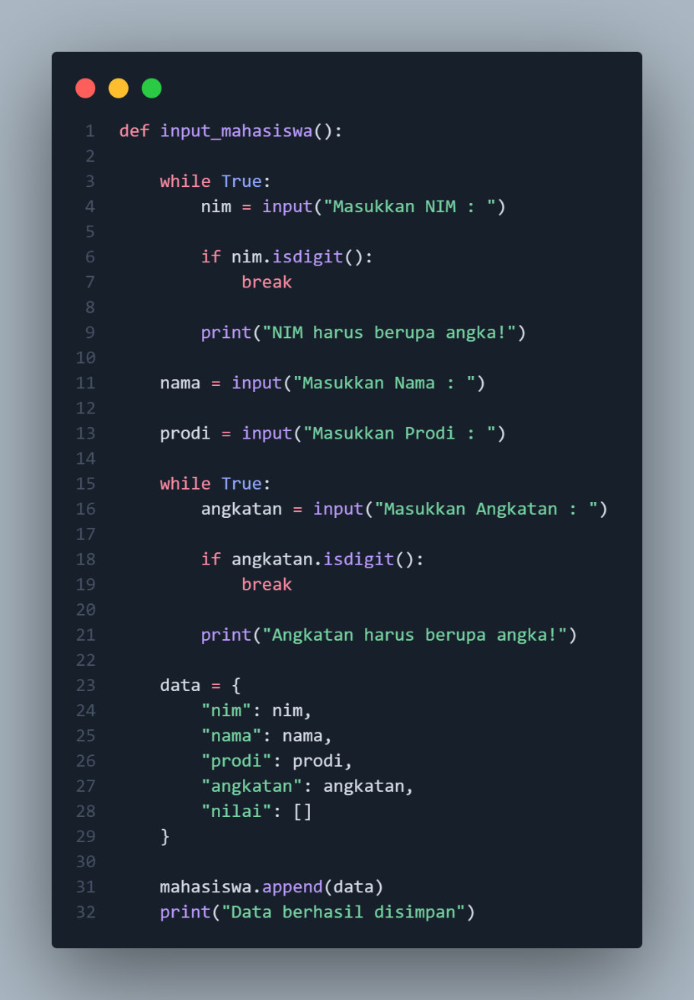 1 def input_mahasiswa():
2
3     while True:
4         nim = input("Masukkan NIM : ")
5
6         if nim.isdigit():
7             break
8
9         print("NIM harus berupa angka!")
10
11     nama = input("Masukkan Nama : ")
12
13     prodi = input("Masukkan Prodi : ")
14
15     while True:
16         angkatan = input("Masukkan Angkatan : ")
17
18         if angkatan.isdigit():
19             break
20
21         print("Angkatan harus berupa angka!")
22
23     data = {
24         "nim": nim,
25         "nama": nama,
26         "prodi": prodi,
27         "angkatan": angkatan,
28         "nilai": []
29     }
30
31     mahasiswa.append(data)
32     print("Data berhasil disimpan")